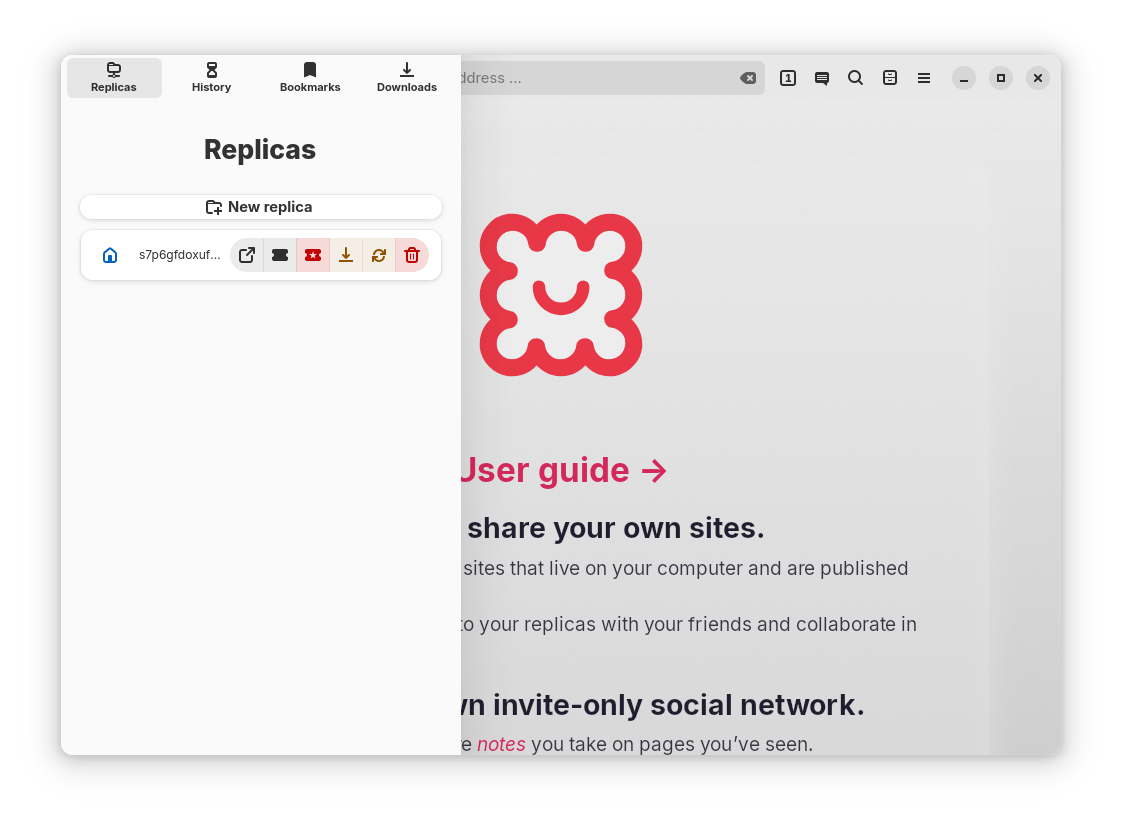 Replicas History Bookmarks Downloads
ddress ... 1
Replicas
New replica
s7p6gfdoxuf...
User guide →
share your own sites.
sites that live on your computer and are published
to your replicas with your friends and collaborate in
wn invite-only social network.
re notes you take on pages you’ve seen.